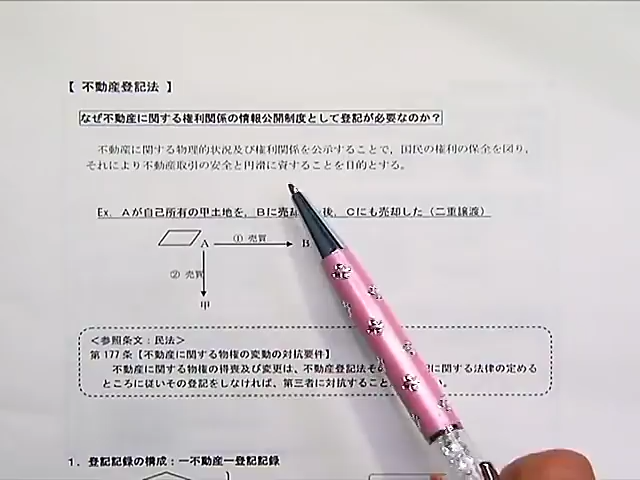 【 不動産登記法 】
なぜ不動産に関する権利関係の情報公開制度として登記が必要なのか？
不動産に関する物理的状況及び権利関係を公示することで、国民の権利の保全を図り、
それにより不動産取引の安全と円滑に資することを目的とする。
Ex. Aが自己所有の甲土地を、Bに売却 後、Cにも売却した（二重譲渡）
A ① 売買 B
② 売買
甲
＜参照条文：民法＞
第 177 条【不動産に関する物権の変動の対抗要件】
不動産に関する物権の得喪及び変更は、不動産登記法その に関する法律の定める
ところに従いその登記をしなければ、第三者に対抗すること い。
1. 登記記録の構成：一不動産一登記記録